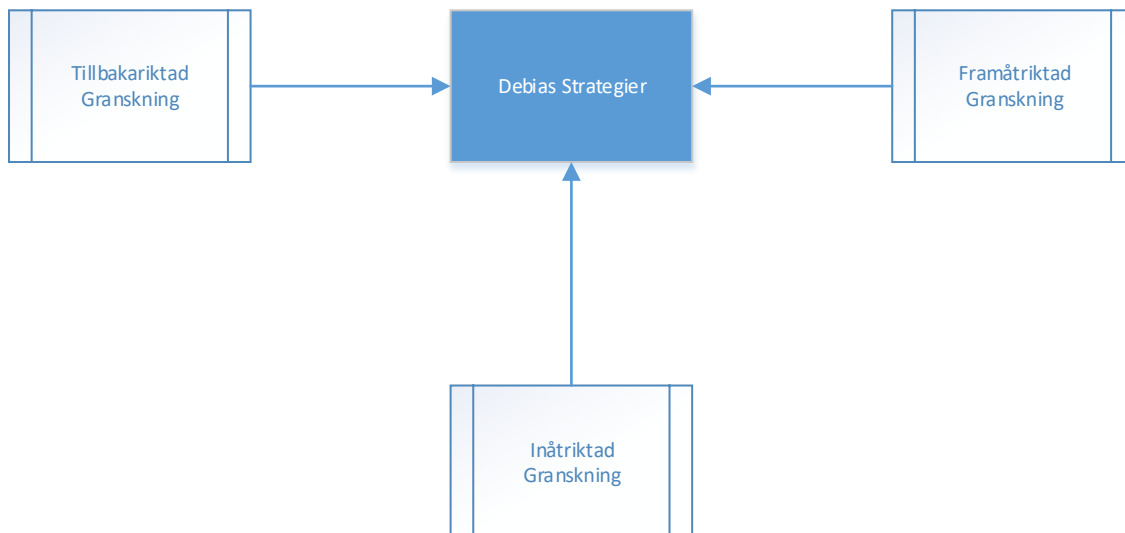 Tillbakariktad
Granskning
Debias Strategier
Framåtriktad
Granskning
Inåtriktad
Granskning